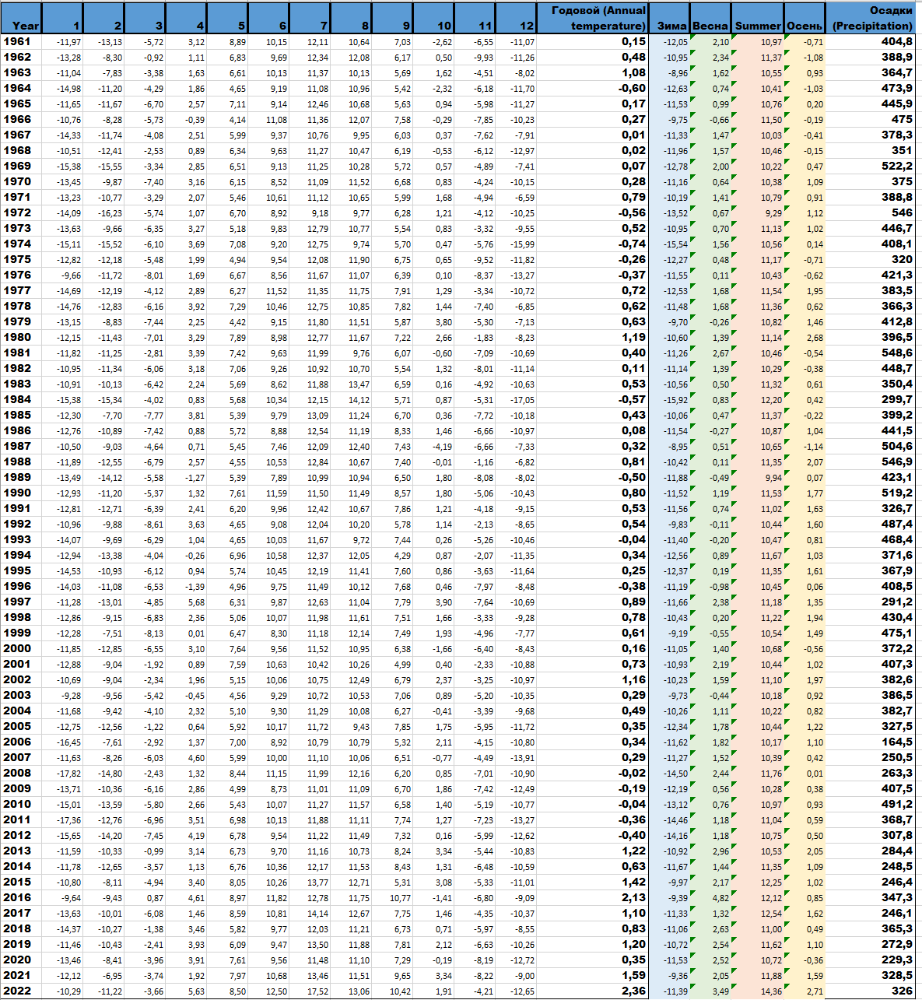 Годовой (Annual Осадки
Year 1 2 3 4 5 6 7 8 9 10 11 12 temperature) Зима Весна Summer Осень (Precipitation)
1961 -11,97 -13,13 -5,72 3,12 8,89 10,15 12,11 10,64 7,03 -2,62 -6,55 -11,07 0,15 -12,05 2,10 10,97 -0,71 404,8
1962 -13,28 -8,30 -0,92 1,11 6,83 9,69 12,34 12,08 6,17 0,50 -9,93 -11,26 0,48 -10,95 2,34 11,37 -1,08 388,9
1963 -11,04 -7,83 -3,38 1,63 6,61 10,13 11,37 10,13 5,69 1,62 -4,51 -8,02 1,08 -8,96 1,62 10,55 0,93 364,7
1964 -14,98 -11,20 -4,29 1,86 4,65 9,19 11,08 10,96 5,42 -2,32 -6,18 -11,70 -0,60 -12,63 0,74 10,41 -1,03 473,9
1965 -11,65 -11,67 -6,70 2,57 7,11 9,14 12,46 10,68 5,63 0,94 -5,98 -11,27 0,17 -11,53 0,99 10,76 0,20 445,9
1966 -10,76 -8,28 -5,73 -0,39 4,14 11,08 11,36 12,07 7,58 -0,29 -7,85 -10,23 0,27 -9,75 -0,66 11,50 -0,19 475
1967 -14,33 -11,74 -4,08 2,51 5,99 9,37 10,76 9,95 6,03 0,37 -7,62 -7,91 0,01 -11,33 1,47 10,03 -0,41 378,3
1968 -10,51 -12,41 -2,53 0,89 6,34 9,63 11,27 10,47 6,19 -0,53 -6,12 -12,97 0,02 -11,96 1,57 10,46 -0,15 351
1969 -15,38 -15,55 -3,34 2,85 6,51 9,13 11,25 10,28 5,72 0,57 -4,89 -7,41 0,07 -12,78 2,00 10,22 0,47 522,2
1970 -13,45 -9,87 -7,40 3,16 6,15 8,52 11,09 11,52 6,68 0,83 -4,24 -10,15 0,28 -11,16 0,64 10,38 1,09 375
1971 -13,23 -10,77 -3,29 2,07 5,46 10,61 11,12 10,65 5,99 1,68 -4,94 -6,59 0,79 -10,19 1,41 10,79 0,91 388,8
1972 -14,09 -16,23 -5,74 1,07 6,70 8,92 9,18 9,77 6,28 1,21 -4,12 -10,25 -0,56 -13,52 0,67 9,29 1,12 546
1973 -13,63 -9,66 -6,35 3,27 5,18 9,83 12,79 10,77 5,54 0,83 -3,32 -9,55 0,52 -10,95 0,70 11,13 1,02 446,7
1974 -15,11 -15,52 -6,10 3,69 7,08 9,20 12,75 9,74 5,70 0,47 -5,76 -15,99 -0,74 -15,54 1,56 10,56 0,14 408,1
1975 -12,82 -12,18 -5,48 1,99 4,94 9,54 12,08 11,90 6,75 0,65 -9,52 -11,82 -0,26 -12,27 0,48 11,17 -0,71 320
1976 -9,66 -11,72 -8,01 1,69 6,67 8,56 11,67 11,07 6,39 0,10 -8,37 -13,27 -0,37 -11,55 0,11 10,43 -0,62 421,3
1977 -14,69 -12,19 -4,12 2,89 6,27 11,52 11,35 11,75 7,91 1,29 -3,34 -10,72 0,72 -12,53 1,68 11,54 1,95 383,5
1978 -14,76 -12,83 -6,16 3,92 7,29 10,46 12,75 10,85 7,82 1,44 -7,40 -6,85 0,62 -11,48 1,68 11,36 0,62 366,3
1979 -13,15 -8,83 -7,44 2,25 4,42 9,15 11,80 11,51 5,87 3,80 -5,30 -7,13 0,63 -9,70 -0,26 10,82 1,46 412,8
1980 -12,15 -11,43 -7,01 3,29 7,89 8,98 12,77 11,67 7,22 2,66 -1,83 -8,23 1,19 -10,60 1,39 11,14 2,68 396,5
1981 -11,82 -11,25 -2,81 3,39 7,42 9,63 11,99 9,76 6,07 -0,60 -7,09 -10,69 0,40 -11,26 2,67 10,46 -0,54 548,6
1982 -10,95 -11,34 -6,06 3,18 7,06 9,26 10,92 10,70 5,54 1,32 -8,01 -11,14 0,11 -11,14 1,39 10,29 -0,38 448,7
1983 -10,91 -10,13 -6,42 2,24 5,69 8,62 11,88 13,47 6,59 0,16 -4,92 -10,63 0,53 -10,56 0,50 11,32 0,61 350,4
1984 -15,38 -15,34 -4,02 0,83 5,68 10,34 12,15 14,12 5,71 0,87 -5,31 -17,05 -0,57 -15,92 0,83 12,20 0,42 299,7
1985 -12,30 -7,70 -7,77 3,81 5,39 9,79 13,09 11,24 6,70 0,36 -7,72 -10,18 0,43 -10,06 0,47 11,37 -0,22 399,2
1986 -12,76 -10,89 -7,42 0,88 5,72 8,88 12,54 11,19 8,33 1,46 -6,66 -10,97 0,08 -11,54 -0,27 10,87 1,04 441,5
1987 -10,50 -9,03 -4,64 0,71 5,45 7,46 12,09 12,40 7,43 -4,19 -6,66 -7,33 0,32 -8,95 0,51 10,65 -1,14 504,6
1988 -11,89 -12,55 -6,79 2,57 4,55 10,53 12,84 10,67 7,40 -0,01 -1,16 -6,82 0,81 -10,42 0,11 11,35 2,07 546,9
1989 -13,49 -14,12 -5,58 -1,27 5,39 7,89 10,99 10,94 6,50 1,80 -8,08 -8,02 -0,50 -11,88 -0,49 9,94 0,07 423,1
1990 -12,93 -11,20 -5,37 1,32 7,61 11,59 11,50 11,49 8,57 1,80 -5,06 -10,43 0,80 -11,52 1,19 11,53 1,77 519,2
1991 -12,81 -12,71 -6,39 2,41 6,20 9,96 12,42 10,67 7,86 1,21 -4,18 -9,15 0,53 -11,56 0,74 11,02 1,63 326,7
1992 -10,96 -9,88 -8,61 3,63 4,65 9,08 12,04 10,20 5,78 1,14 -2,13 -8,65 0,54 -9,83 -0,11 10,44 1,60 487,4
1993 -14,07 -9,69 -6,29 1,04 4,65 10,03 11,67 9,72 7,44 0,26 -5,26 -10,46 -0,04 -11,40 -0,20 10,47 0,81 468,4
1994 -12,94 -13,38 -4,04 -0,26 6,96 10,58 12,37 12,05 4,29 0,87 -2,07 -11,35 0,34 -12,56 0,89 11,67 1,03 371,6
1995 -14,53 -10,93 -6,12 0,94 5,74 10,45 12,19 11,41 7,60 0,86 -3,63 -11,64 0,25 -12,37 0,19 11,35 1,61 367,9
1996 -14,03 -11,08 -6,53 -1,39 4,96 9,75 11,49 10,12 7,68 0,46 -7,97 -8,48 -0,38 -11,19 -0,98 10,45 0,06 408,5
1997 -11,28 -13,01 -4,85 5,68 6,31 9,87 12,63 11,04 7,79 3,90 -7,64 -10,69 0,89 -11,66 2,38 11,18 1,35 291,2
1998 -12,86 -9,15 -6,83 2,36 5,06 10,07 11,98 11,61 7,51 1,66 -3,33 -9,28 0,78 -10,43 0,20 11,22 1,94 430,4
1999 -12,28 -7,51 -8,13 0,01 6,47 8,30 11,18 12,14 7,49 1,93 -4,96 -7,77 0,61 -9,19 -0,55 10,54 1,49 475,1
2000 -11,85 -12,85 -6,55 3,10 7,64 9,56 11,52 10,95 6,38 -1,66 -6,40 -8,43 0,16 -11,05 1,40 10,68 -0,56 372,2
2001 -12,88 -9,04 -1,92 0,89 7,59 10,63 10,42 10,26 4,99 0,40 -2,33 -10,88 0,73 -10,93 2,19 10,44 1,02 407,3
2002 -10,69 -9,04 -2,34 1,96 5,15 10,06 10,75 12,49 6,79 2,37 -3,25 -10,97 1,16 -10,23 1,59 11,10 1,97 382,6
2003 -9,28 -9,56 -5,42 -0,45 4,56 9,29 10,72 10,53 7,06 0,89 -5,20 -10,35 0,29 -9,73 -0,44 10,18 0,92 386,5
2004 -11,68 -9,42 -4,10 2,32 5,10 9,30 11,29 10,08 6,27 -0,41 -3,39 -9,68 0,49 -10,26 1,11 10,22 0,82 382,7
2005 -12,75 -12,56 -1,22 0,64 5,92 10,17 11,72 9,43 7,85 1,75 -5,95 -11,72 0,35 -12,34 1,78 10,44 1,22 327,5
2006 -16,45 -7,61 -2,92 1,37 7,00 8,92 10,79 10,79 5,32 2,11 -4,15 -10,80 0,34 -11,62 1,82 10,17 1,10 164,5
2007 -11,63 -8,26 -6,03 4,60 5,99 10,00 11,10 10,06 6,51 -0,77 -4,49 -13,91 0,29 -11,27 1,52 10,39 0,42 250,5
2008 -17,82 -14,80 -2,43 1,32 8,44 11,15 11,99 12,16 6,20 0,85 -7,01 -10,90 -0,02 -14,50 2,44 11,76 0,01 263,3
2009 -13,71 -10,36 -6,16 2,86 4,99 8,73 11,01 11,09 6,70 1,86 -7,42 -12,49 -0,19 -12,19 0,56 10,28 0,38 407,5
2010 -15,01 -13,59 -5,80 2,66 5,43 10,07 11,27 11,57 6,58 1,40 -5,19 -10,77 -0,04 -13,12 0,76 10,97 0,93 491,2
2011 -17,36 -12,76 -6,96 3,51 6,98 10,13 11,88 11,11 7,74 1,27 -7,23 -13,27 -0,36 -14,46 1,18 11,04 0,59 368,7
2012 -15,65 -14,20 -7,45 4,19 6,78 9,54 11,22 11,49 7,32 0,16 -5,99 -12,62 -0,40 -14,16 1,18 10,75 0,50 307,8
2013 -11,59 -10,33 -0,99 3,14 6,73 9,70 11,16 10,73 8,24 3,34 -5,44 -10,83 1,22 -10,92 2,96 10,53 2,05 284,4
2014 -11,78 -12,65 -3,57 1,13 6,76 10,36 12,17 11,53 8,43 1,31 -6,48 -10,59 0,63 -11,67 1,44 11,35 1,09 248,5
2015 -10,80 -8,11 -4,94 3,40 8,05 10,26 13,77 12,71 5,31 3,08 -5,33 -11,01 1,42 -9,97 2,17 12,25 1,02 246,4
2016 -9,64 -9,43 0,87 4,61 8,97 11,82 12,78 11,75 10,77 -1,41 -6,80 -9,09 2,13 -9,39 4,82 12,12 0,85 347,3
2017 -13,63 -10,01 -6,08 1,46 8,59 10,81 14,14 12,67 7,75 1,46 -4,35 -10,37 1,10 -11,33 1,32 12,54 1,62 246,1
2018 -14,37 -10,27 -1,38 3,46 5,82 9,77 12,03 11,21 6,73 0,71 -5,97 -8,55 0,83 -11,06 2,63 11,00 0,49 365,3
2019 -11,46 -10,43 -2,41 3,93 6,09 9,47 13,50 11,88 7,81 2,12 -6,63 -10,26 1,20 -10,72 2,54 11,62 1,10 272,9
2020 -13,46 -8,41 -3,96 3,91 7,61 9,56 11,48 11,10 7,29 -0,19 -8,19 -12,72 0,35 -11,53 2,52 10,72 -0,36 229,3
2021 -12,12 -6,95 -3,74 1,92 7,97 10,68 13,46 11,51 9,65 3,34 -8,22 -9,00 1,59 -9,36 2,05 11,88 1,59 328,5
2022 -10,29 -11,22 -3,66 5,63 8,50 12,50 17,52 13,06 10,42 1,91 -4,21 -12,65 2,36 -11,39 3,49 14,36 2,71 326